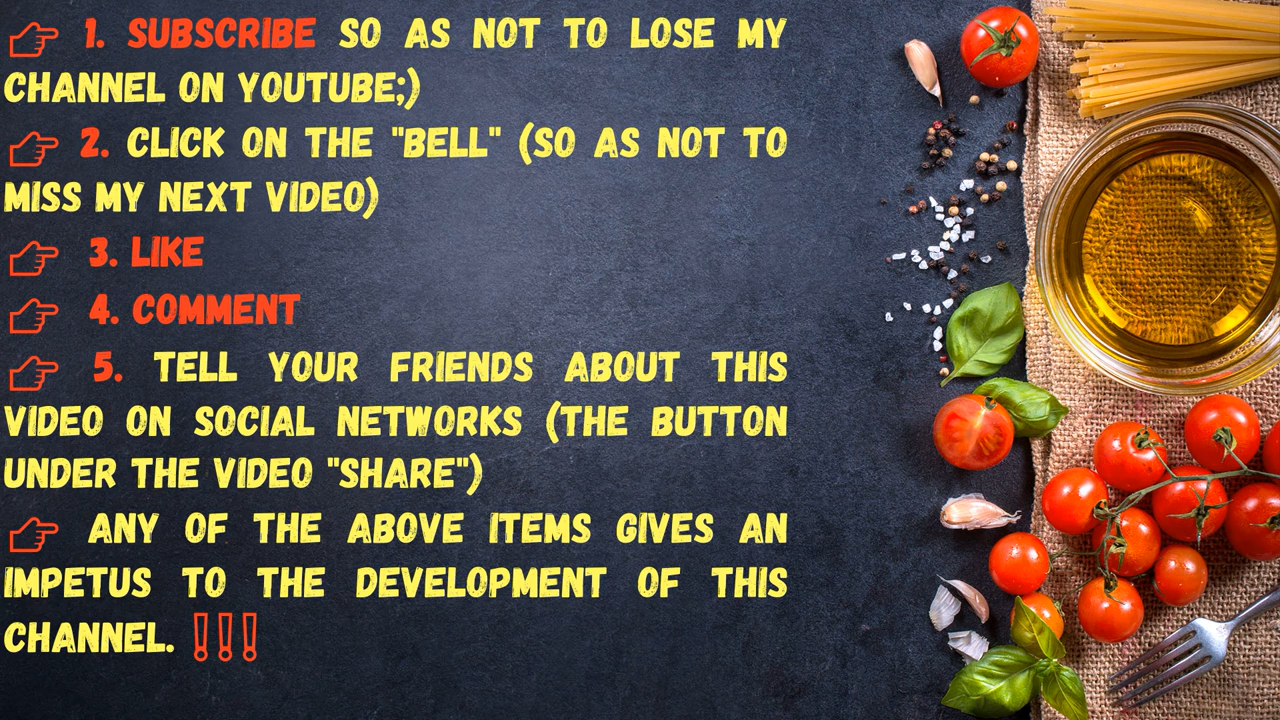 👉 1. SUBSCRIBE SO AS NOT TO LOSE MY
CHANNEL ON YOUTUBE;)
👉 2. CLICK ON THE "BELL" (SO AS NOT TO
MISS MY NEXT VIDEO)
👉 3. LIKE
👉 4. COMMENT
👉 5. TELL YOUR FRIENDS ABOUT THIS
VIDEO ON SOCIAL NETWORKS (THE BUTTON
UNDER THE VIDEO "SHARE")
👉 ANY OF THE ABOVE ITEMS GIVES AN
IMPETUS TO THE DEVELOPMENT OF THIS
CHANNEL. !!!